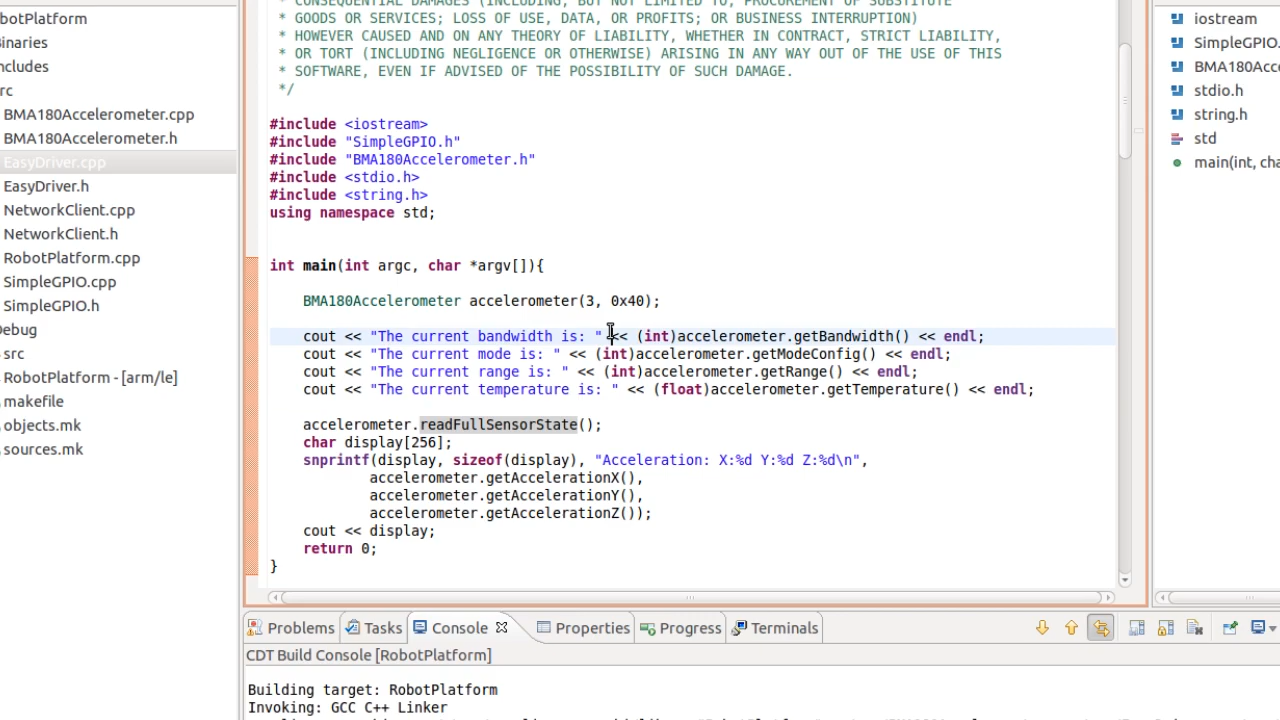 obotPlatform
Binaries
ncludes
rc
BMA180Accelerometer.cpp
BMA180Accelerometer.h
EasyDriver.cpp
EasyDriver.h
NetworkClient.cpp
NetworkClient.h
RobotPlatform.cpp
SimpleGPIO.cpp
SimpleGPIO.h
Debug
src
RobotPlatform - [arm/le]
makefile
objects.mk
sources.mk
* CONSEQUENTIAL DAMAGES (INCLUDING, BUT NOT LIMITED TO, PROCUREMENT OF SUBSTITUTE
* GOODS OR SERVICES; LOSS OF USE, DATA, OR PROFITS; OR BUSINESS INTERRUPTION)
* HOWEVER CAUSED AND ON ANY THEORY OF LIABILITY, WHETHER IN CONTRACT, STRICT LIABILITY,
* OR TORT (INCLUDING NEGLIGENCE OR OTHERWISE) ARISING IN ANY WAY OUT OF THE USE OF THIS
* SOFTWARE, EVEN IF ADVISED OF THE POSSIBILITY OF SUCH DAMAGE.
*/
#include <iostream>
#include "SimpleGPIO.h"
#include "BMA180Accelerometer.h"
#include <stdio.h>
#include <string.h>
using namespace std;
int main(int argc, char *argv[]){
BMA180Accelerometer accelerometer(3, 0x40);
cout << "The current bandwidth is: " << (int)accelerometer.getBandwidth() << endl;
cout << "The current mode is: " << (int)accelerometer.getModeConfig() << endl;
cout << "The current range is: " << (int)accelerometer.getRange() << endl;
cout << "The current temperature is: " << (float)accelerometer.getTemperature() << endl;
accelerometer.readFullSensorState();
char display[256];
snprintf(display, sizeof(display), "Acceleration: X:%d Y:%d Z:%d\n",
accelerometer.getAccelerationX(),
accelerometer.getAccelerationY(),
accelerometer.getAccelerationZ());
cout << display;
return 0;
}
iostream
SimpleGPIO.
BMA180Acce
stdio.h
string.h
std
main(int, cha
Problems Tasks Console Properties Progress Terminals
CDT Build Console [RobotPlatform]
Building target: RobotPlatform
Invoking: GCC C++ Linker